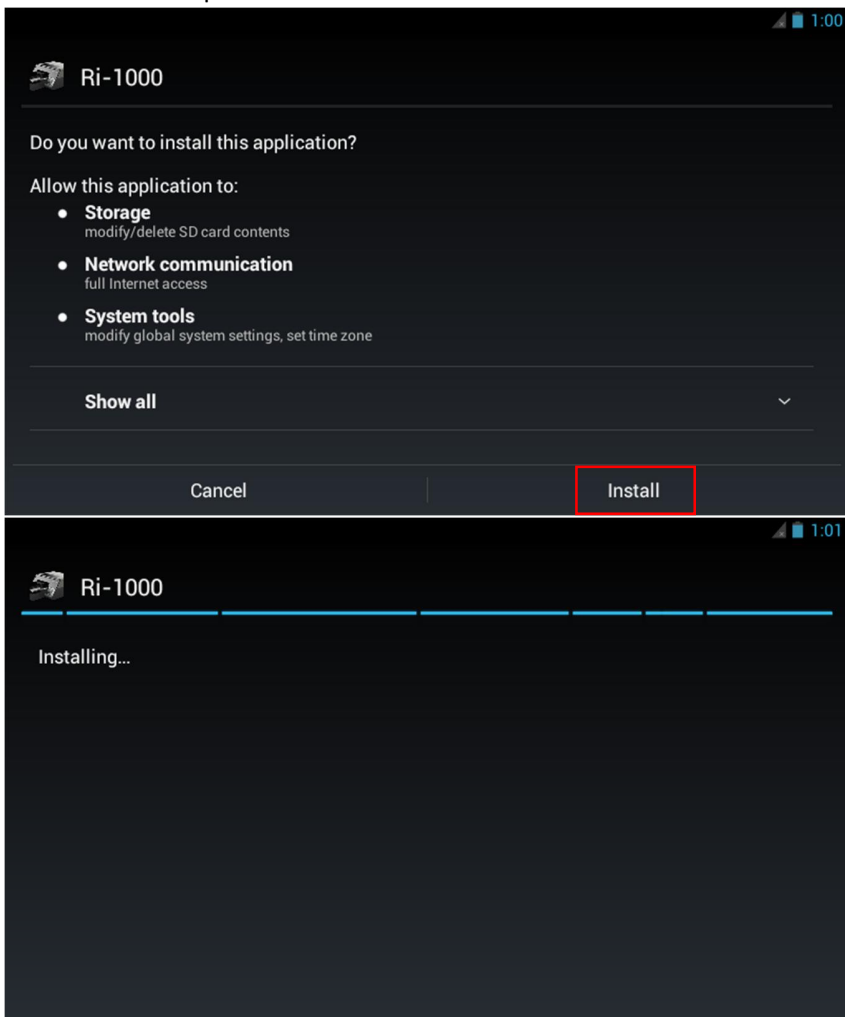 1:00
Ri-1000
Do you want to install this application?
Allow this application to:
Storage
modify/delete SD card contents
Network communication
full Internet access
System tools
modify global system settings, set time zone
Show all
Cancel Install
1:01
Ri-1000
Installing...